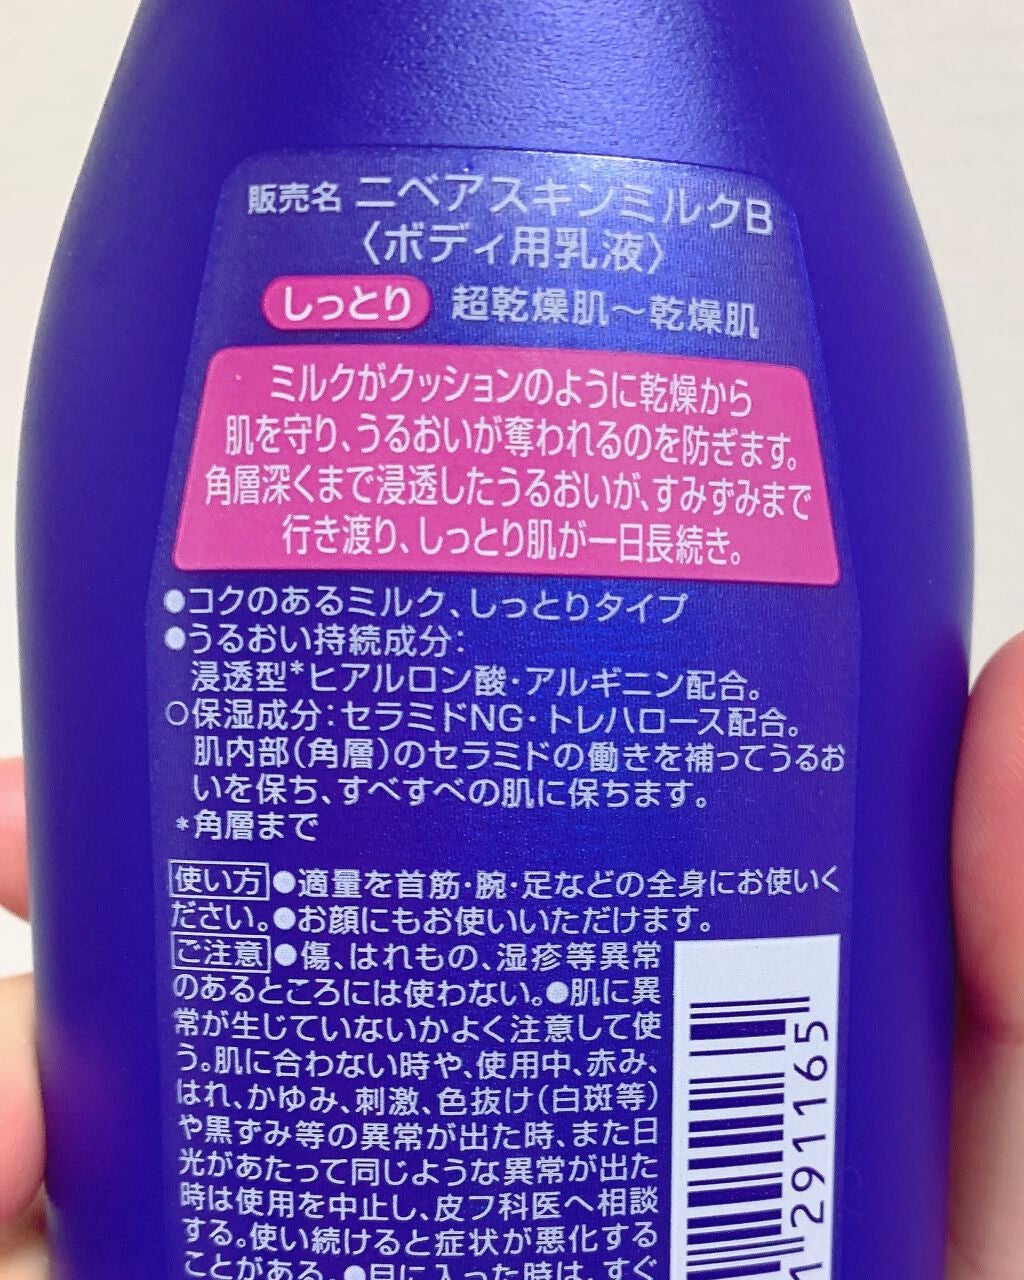 販売名 ニベアスキンミルクB
〈ボディ用乳液〉
しっとり 超乾燥肌～乾燥肌
ミルクがクッションのように乾燥から
肌を守り、うるおいが奪われるのを防ぎます。
角層深くまで浸透したうるおいが、すみずみまで
行き渡り、しっとり肌が一日長続き。
●コクのあるミルク、しっとりタイプ
●うるおい持続成分：
浸透型*ヒアルロン酸・アルギニン配合。
○保湿成分：セラミドNG・トレハロース配合。
肌内部(角層)のセラミドの働きを補ってうるお
いを保ち、すべすべの肌に保ちます。
*角層まで
使い方 ●適量を首筋・腕・足などの全身にお使いく
ださい。●お顔にもお使いいただけます。
ご注意 ●傷、はれもの、湿疹等異常
のあるところには使わない。●肌に異
常が生じていないかよく注意して使
う。肌に合わない時や、使用中、赤み、
はれ、かゆみ、刺激、色抜け(白斑等)
や黒ずみ等の異常が出た時、また日
光があたって同じような異常が出た
時は使用を中止し、皮フ科医へ相談
する。使い続けると症状が悪化する
ことがある。●目に入った時は、すぐ
1291165